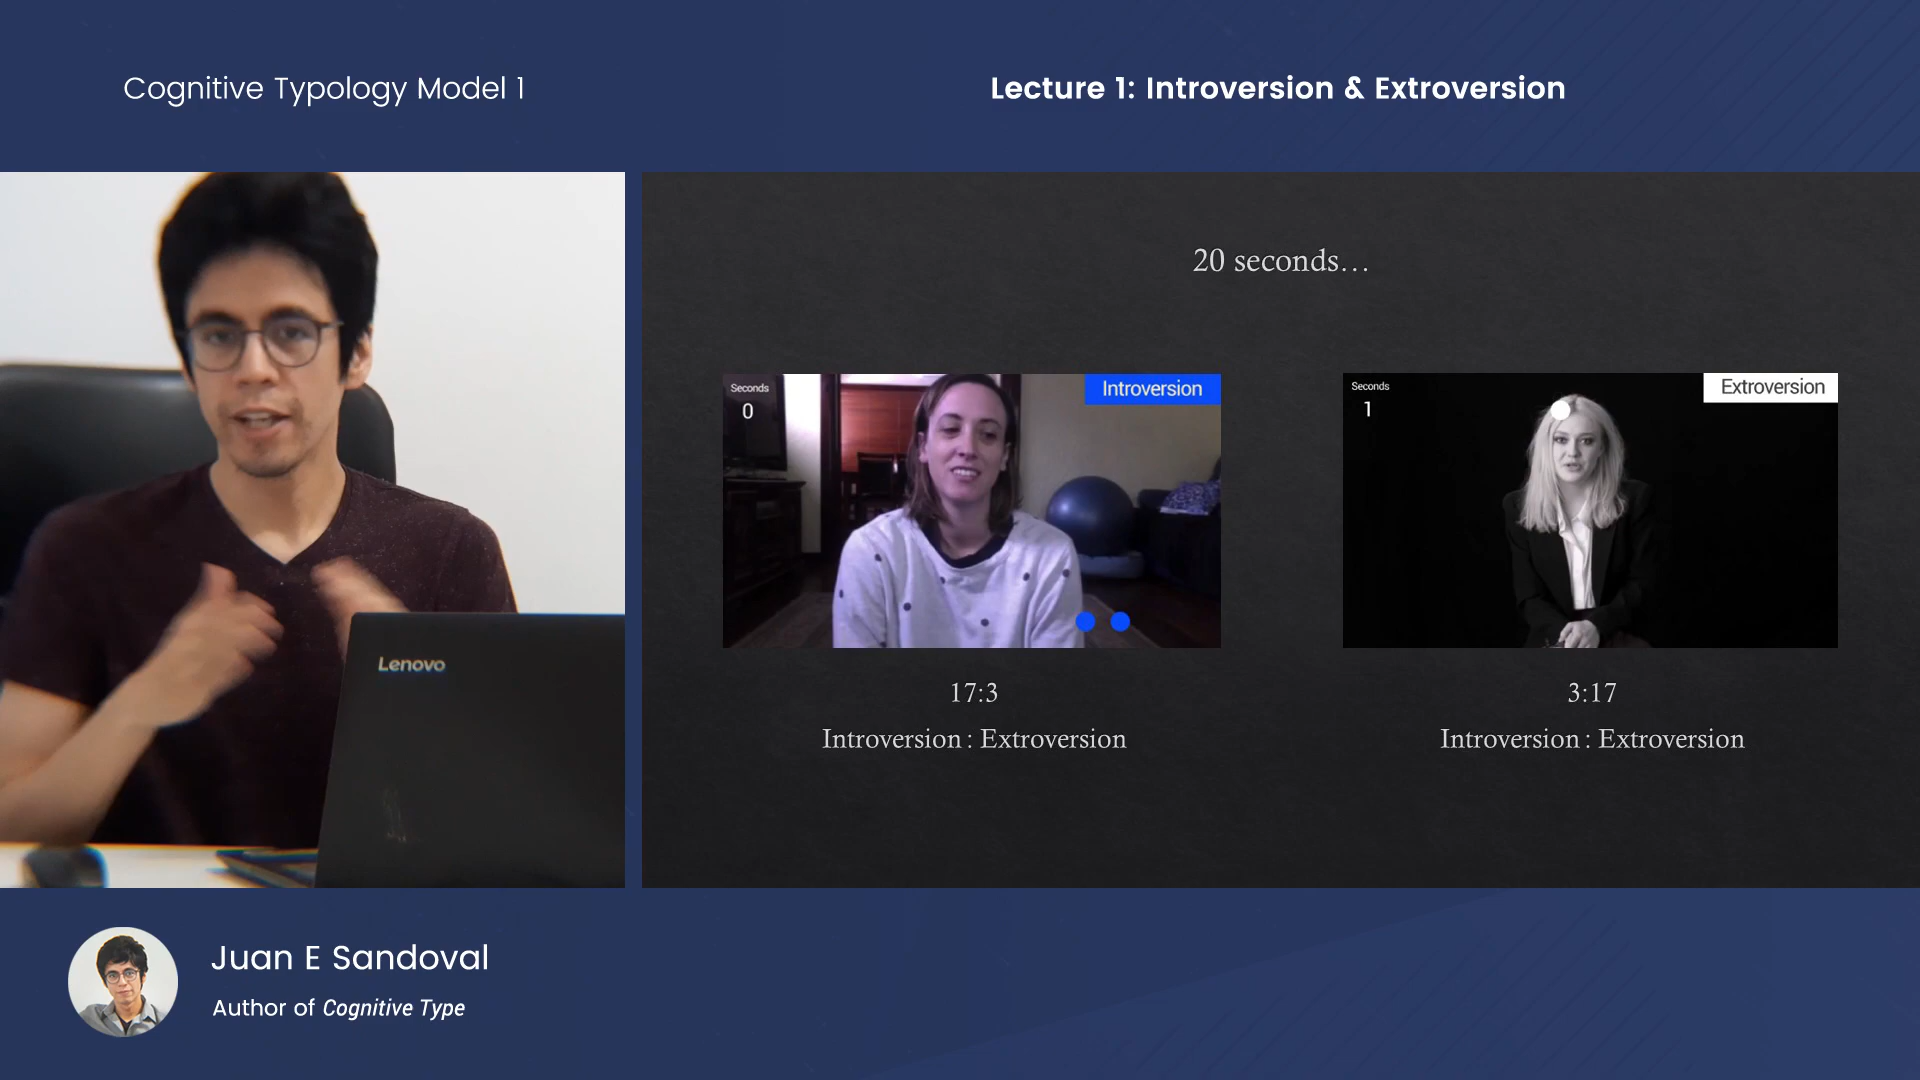 Cognitive Typology Model 1
Lecture 1: Introversion & Extroversion
20 seconds...
Seconds
0
Introversion
Seconds
1
Extroversion
17:3
Introversion : Extroversion
3:17
Introversion : Extroversion
Lenovo
Juan E Sandoval
Author of Cognitive Type